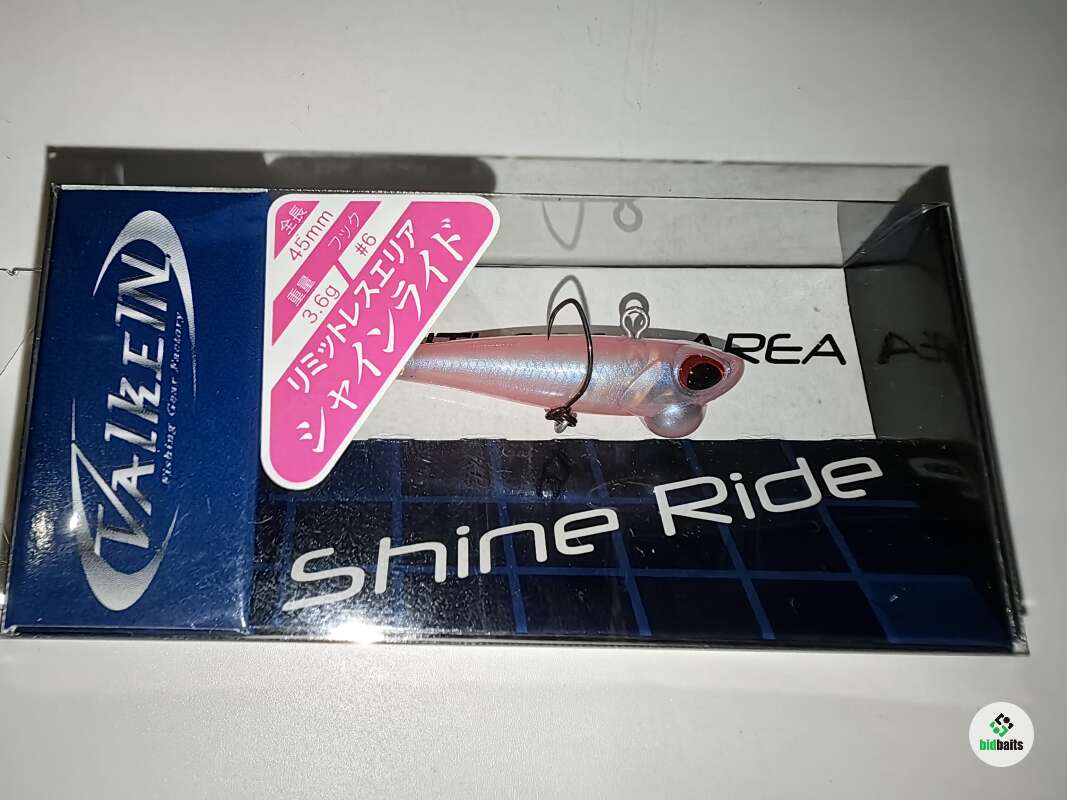 ValkeIN
Fishing Gear Factory
全長
45mm
フック
#6
重量
3.6g
リミットレスエリア
シャインライド
AREA
Shine Ride
bidbaits